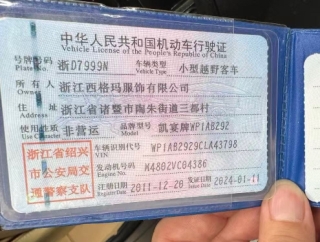 中华人民共和国机动车行驶证
Vehicle License of the People's Republic of China
号牌号码 浙D7999N 车辆类型 小型越野客车
Plate No. Vehicle Type
所有人 浙江西格玛服饰有限公司
Owner
住址 浙江省诸暨市陶朱街道三都村
Address
使用性质 非营运 品牌型号 凯宴牌WP1AB292
Use Character Model
浙江省绍兴
市公安局交
通警察支队
车辆识别代号 WP1AB2929CLA43798
VIN
发动机号码 M4802VC04386
Engine No.
注册日期 2011-12-20 发证日期 2024-01-11
Register Date Issue Date